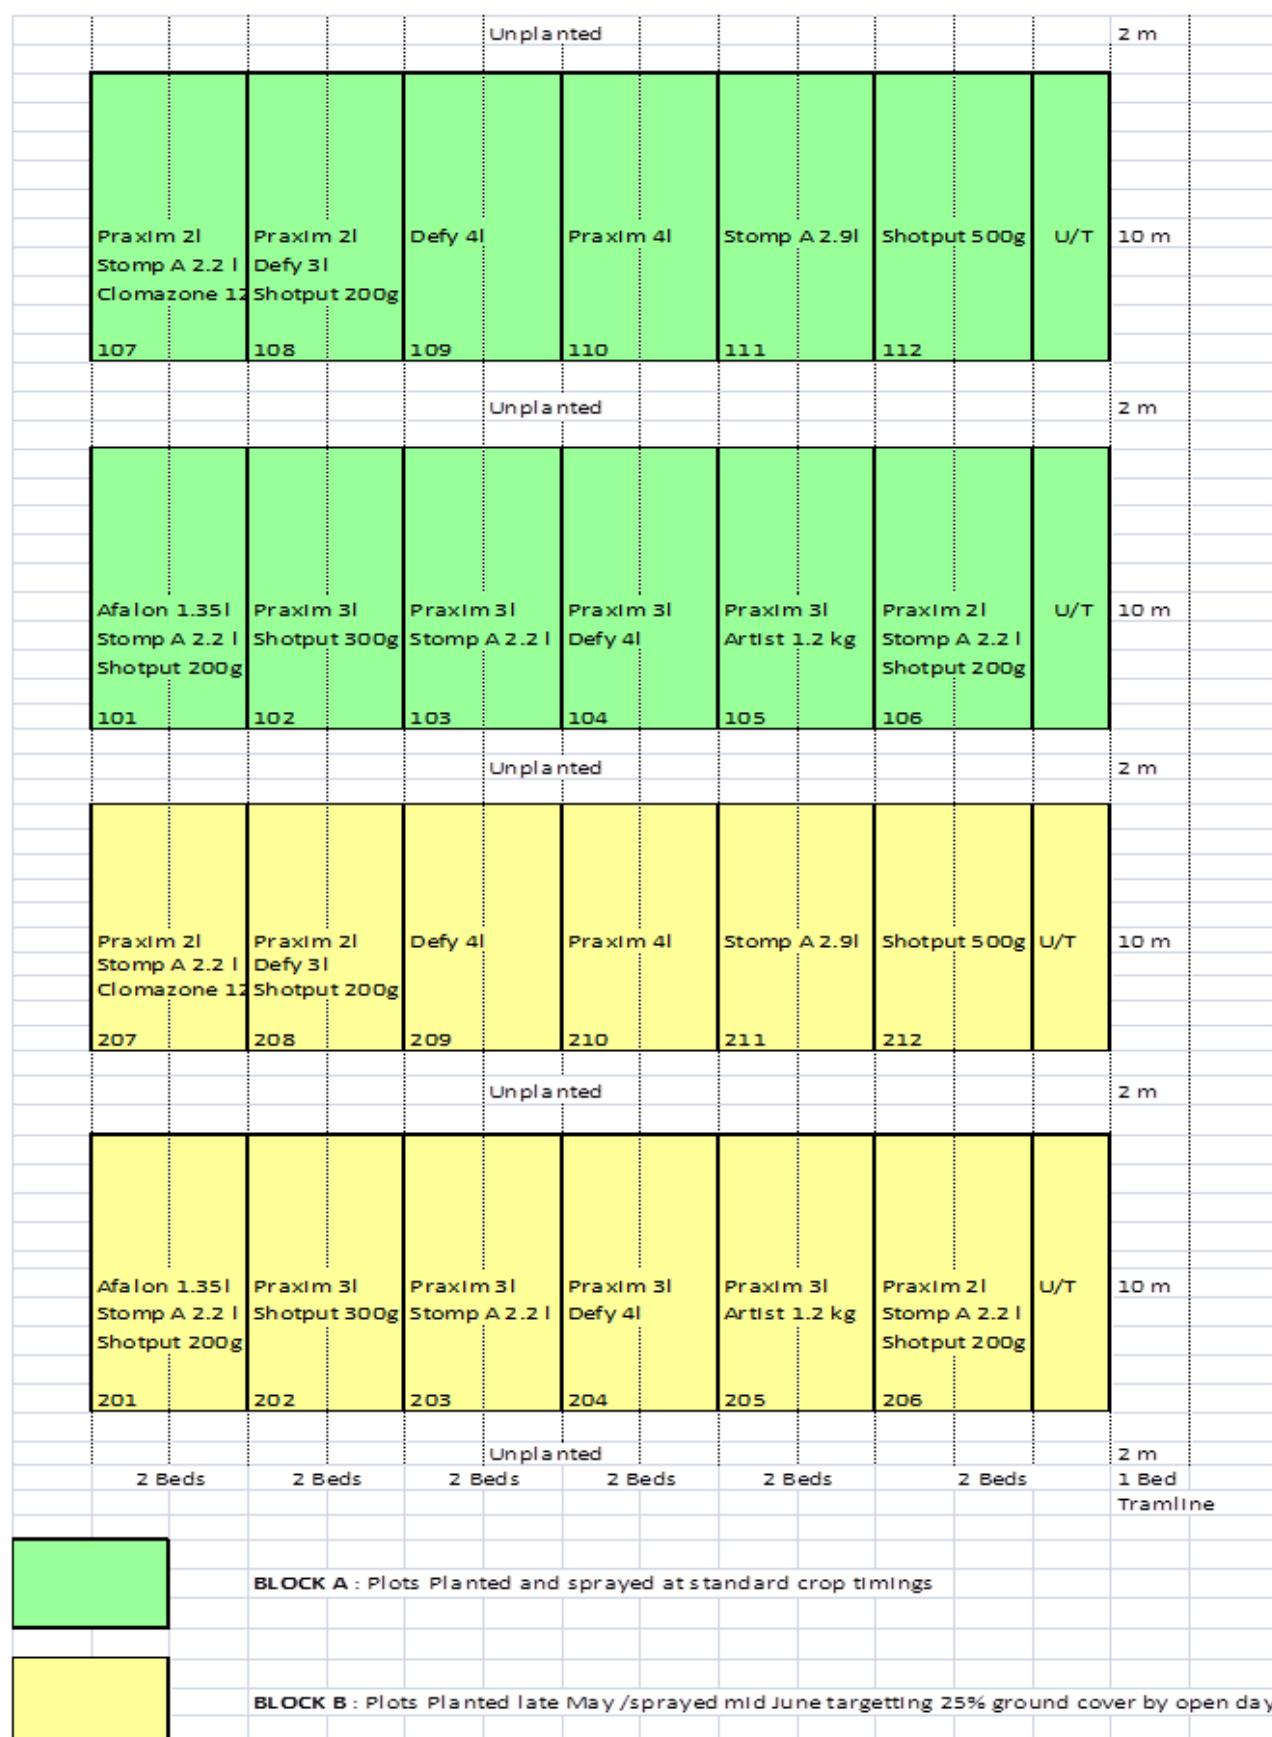 Unplanted 2 m
Praxim 2l Praxim 2l Defy 4l Praxim 4l Stomp A 2.9l Shotput 500g U/T 10 m
Stomp A 2.2 l Defy 3l
Clomazone 12 Shotput 200g
107 108 109 110 111 112
Unplanted 2 m
Afalon 1.35l Praxim 3l Praxim 3l Praxim 3l Praxim 3l Praxim 2l U/T 10 m
Stomp A 2.2 l Shotput 300g Stomp A 2.2 l Defy 4l Artist 1.2 kg Stomp A 2.2 l
Shotput 200g Shotput 200g
101 102 103 104 105 106
Unplanted 2 m
Praxim 2l Praxim 2l Defy 4l Praxim 4l Stomp A 2.9l Shotput 500g U/T 10 m
Stomp A 2.2 l Defy 3l
Clomazone 12 Shotput 200g
207 208 209 210 211 212
Unplanted 2 m
Afalon 1.35l Praxim 3l Praxim 3l Praxim 3l Praxim 3l Praxim 2l U/T 10 m
Stomp A 2.2 l Shotput 300g Stomp A 2.2 l Defy 4l Artist 1.2 kg Stomp A 2.2 l
Shotput 200g Shotput 200g
201 202 203 204 205 206
Unplanted 2 m
2 Beds 2 Beds 2 Beds 2 Beds 2 Beds 2 Beds 1 Bed
Tramline
BLOCK A : Plots Planted and sprayed at standard crop timings
BLOCK B : Plots Planted late May /sprayed mid June targetting 25% ground cover by open day